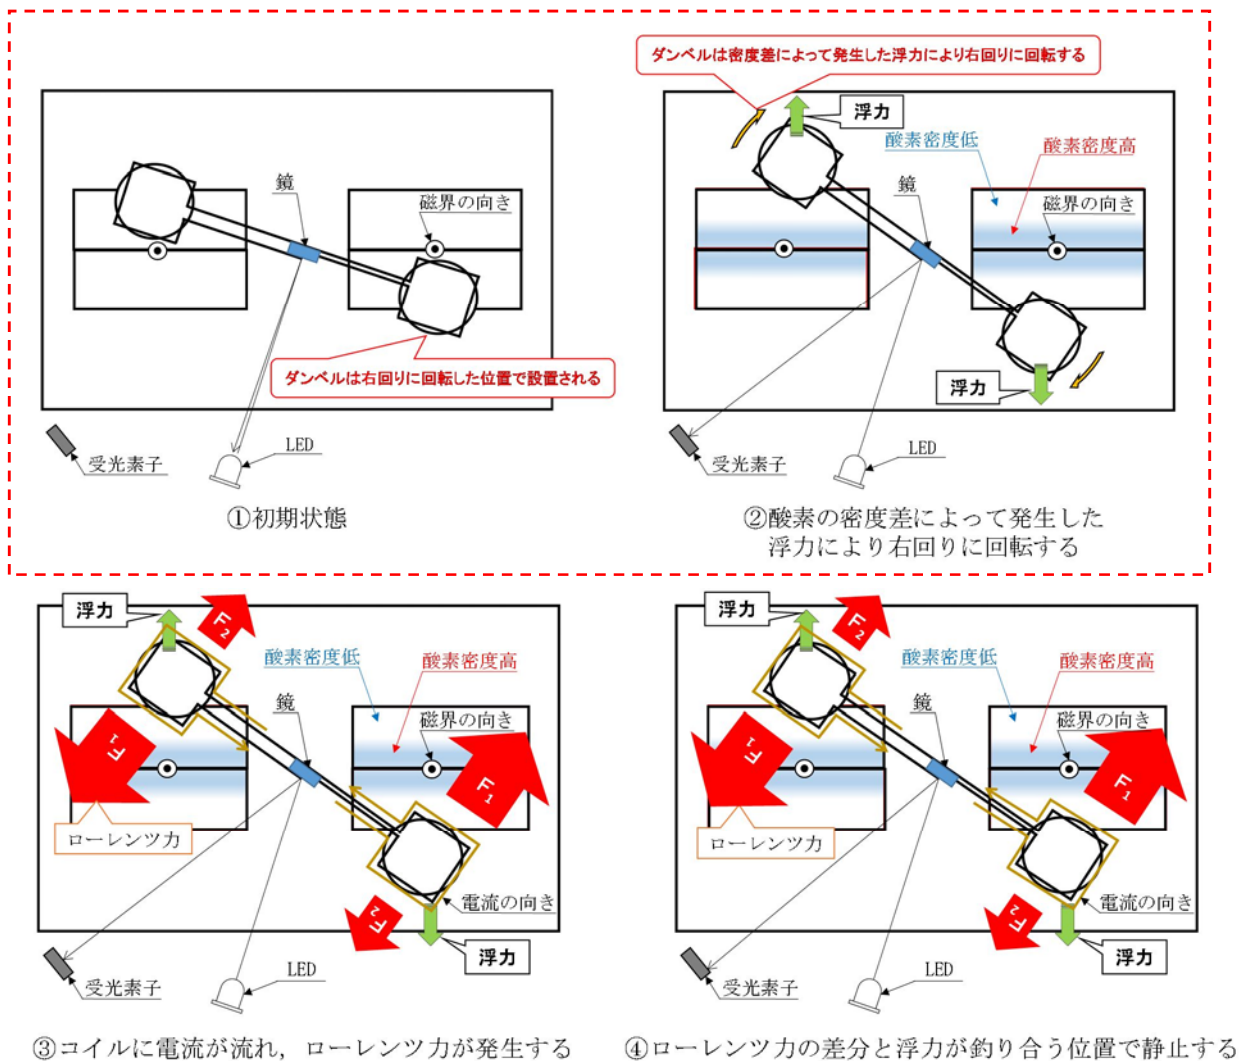 ダンベルは密度差によって発生した浮力により右回りに回転する
浮力
酸素密度低
酸素密度高
鏡
磁界の向き
鏡
磁界の向き
ダンベルは右回りに回転した位置で設置される
浮力
LED
受光素子
LED
受光素子
①初期状態
②酸素の密度差によって発生した
浮力により右回りに回転する
浮力
F2
酸素密度低
酸素密度高
鏡
磁界の向き
F1
F1
ローレンツ力
F2
電流の向き
浮力
LED
受光素子
③コイルに電流が流れ，ローレンツ力が発生する
浮力
F2
酸素密度低
酸素密度高
鏡
磁界の向き
F1
F1
ローレンツ力
F2
電流の向き
浮力
LED
受光素子
④ローレンツ力の差分と浮力が釣り合う位置で静止する